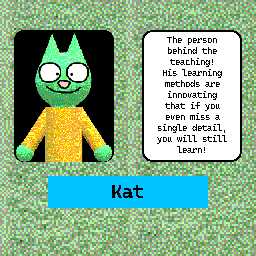 The person
behind the
teaching!
His learning
methods are
innovating
that if you
even miss a
single detail,
you will still
learn!
Kat